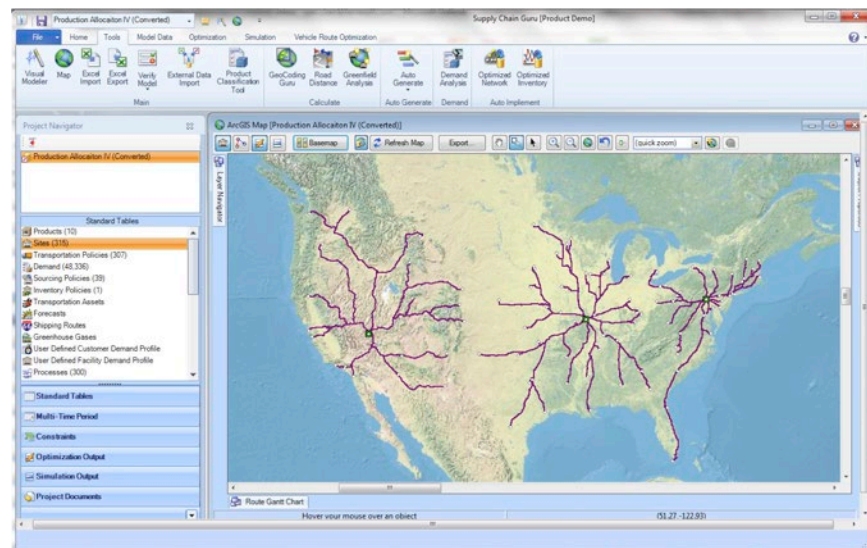 Production Allocaiton IV (Converted)
Supply Chain Guru [Product Demo]
File
Home
Tools
Model Data
Optimization
Simulation
Vehicle Route Optimization
Visual Modeler
Map
Excel Import
Excel Export
Verify Model
External Data Import
Product Classification Tool
GeoCoding Guru
Road Distance
Greenfield Analysis
Auto Generate
Demand Analysis
Optimized Network
Optimized Inventory
Main
Calculate
Auto Generate
Demand
Auto Implement
Project Navigator
ArcGIS Map [Production Allocaiton IV (Converted)]
Basemap
Refresh Map
Export...
(quick zoom)
Production Allocaiton IV (Converted)
Layer Navigator
Standard Tables
Products (10)
Sites (315)
Transportation Policies (307)
Demand (48,336)
Sourcing Policies (39)
Inventory Policies (1)
Transportation Assets
Forecasts
Shipping Routes
Greenhouse Gases
User Defined Customer Demand Profile
User Defined Facility Demand Profile
Processes (300)
Standard Tables
Multi-Time Period
Constraints
Optimization Output
Simulation Output
Project Documents
Route Gantt Chart
Hover your mouse over an object
(51.27,-122.93)